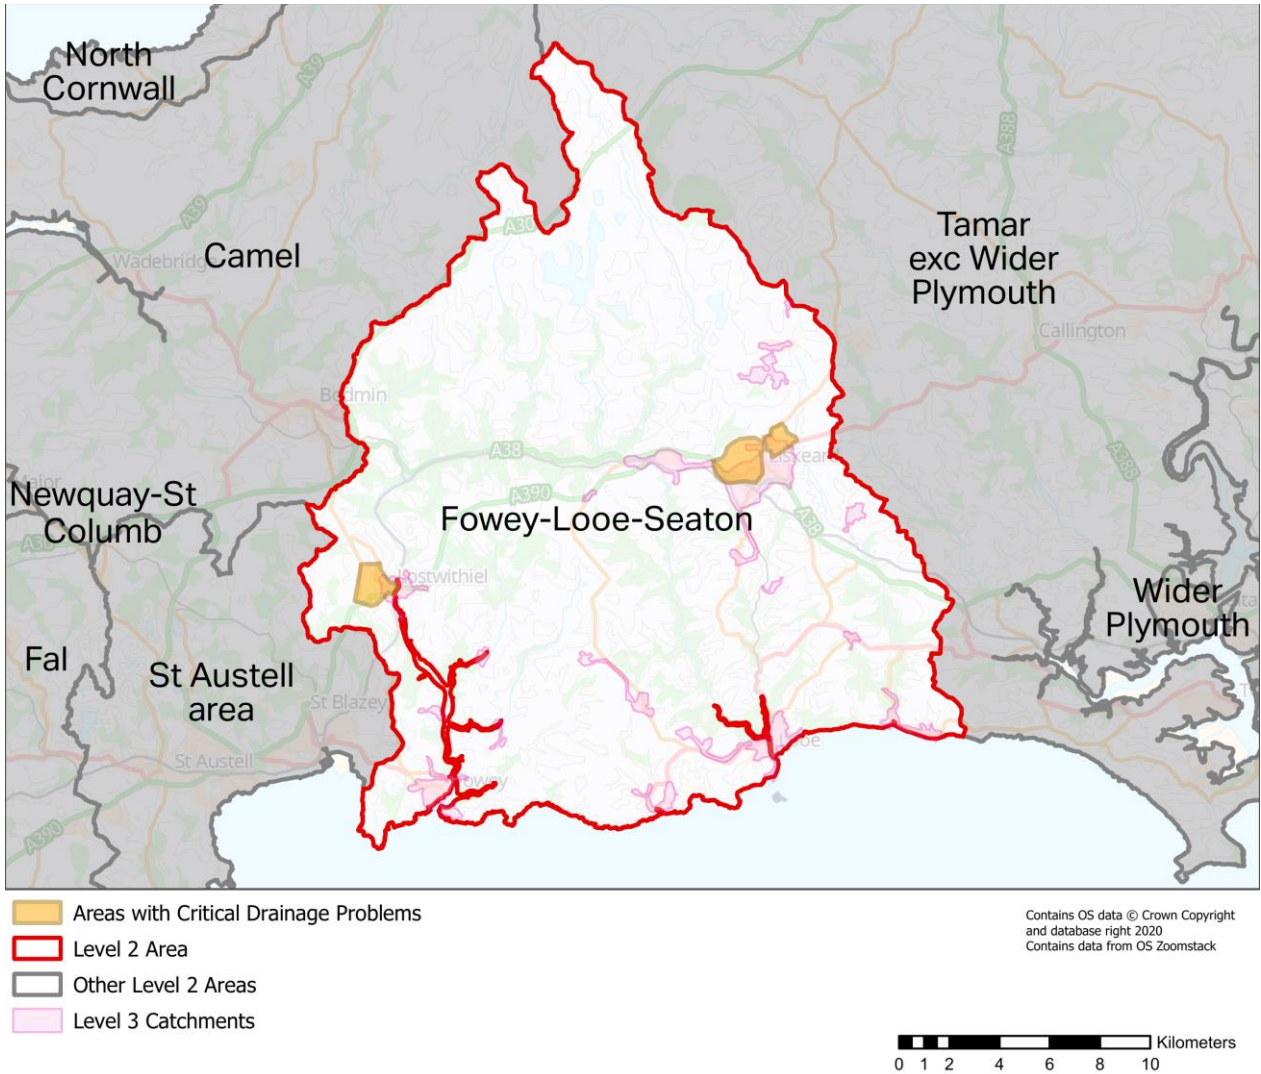 North
Cornwall
A39
A388
A39
Camel
Wadebridge
A30
Tamar
exc Wider
Plymouth
Callington
Bodmin
A38
Liskeard
A388
A390
Newquay-St
Columb
Fowey-Looe-Seaton
A38
Lostwithiel
Wider
Plymouth
Fal
St Austell
area
St Blazey
Looe
St Austell
Fowey
A390
Areas with Critical Drainage Problems
Level 2 Area
Other Level 2 Areas
Level 3 Catchments
Contains OS data © Crown Copyright
and database right 2020
Contains data from OS Zoomstack
Kilometers
0 1 2 4 6 8 10